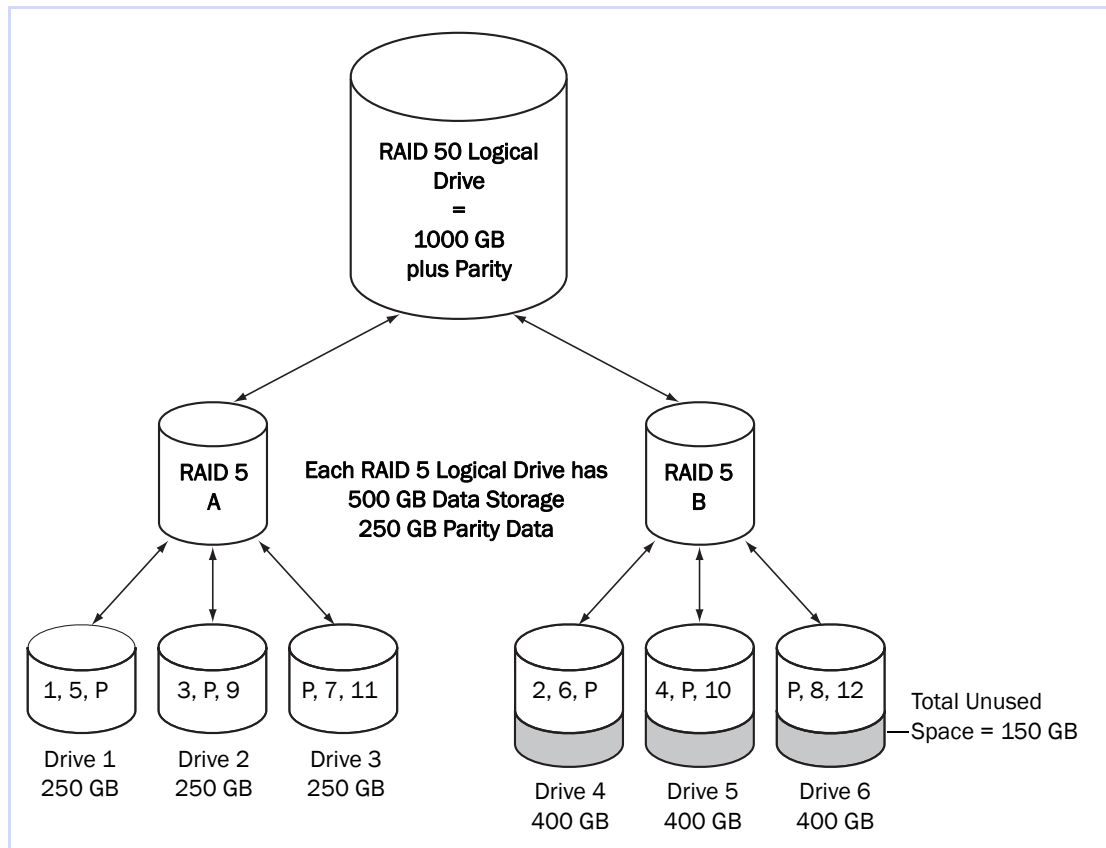 RAID 50 Logical
Drive
=
1000 GB
plus Parity
RAID 5
A
Each RAID 5 Logical Drive has
500 GB Data Storage
250 GB Parity Data
RAID 5
B
1, 5, P
3, P, 9
P, 7, 11
2, 6, P
4, P, 10
P, 8, 12
Total Unused
Space = 150 GB
Drive 1
250 GB
Drive 2
250 GB
Drive 3
250 GB
Drive 4
400 GB
Drive 5
400 GB
Drive 6
400 GB